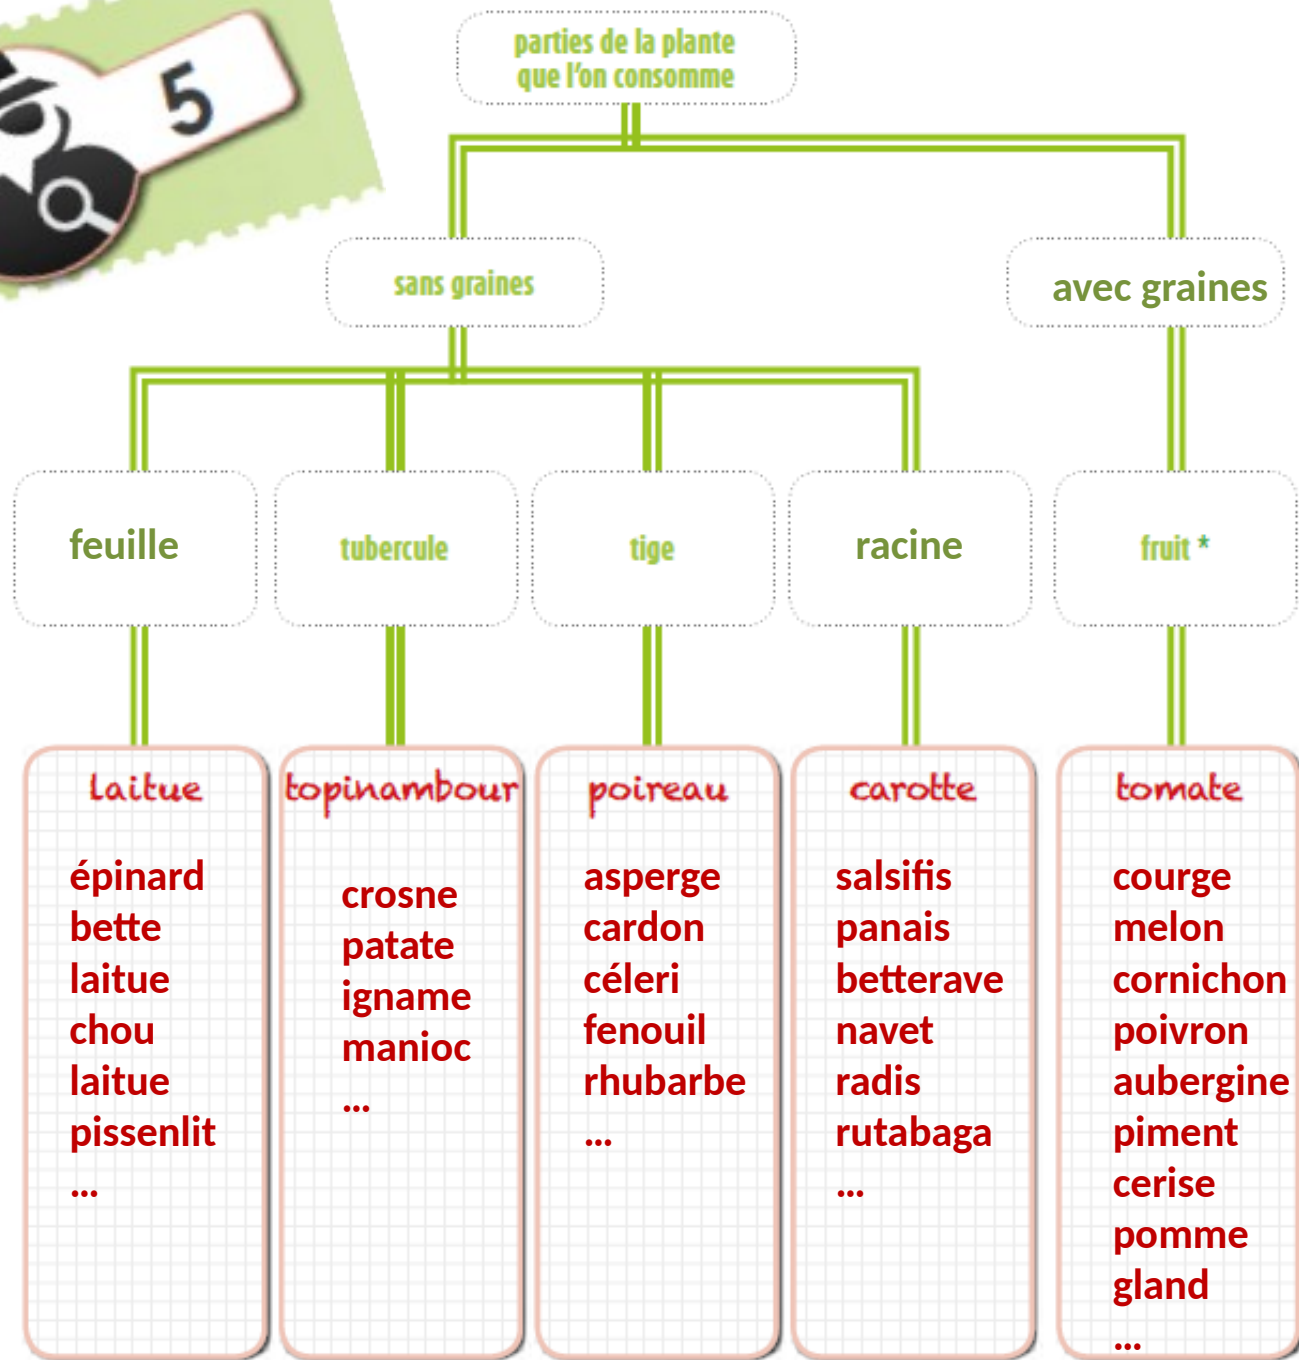 5
parties de la plante
que l'on consomme
sans graines
avec graines
feuille
tubercule
tige
racine
fruit *
laitue
épinard
bette
laitue
chou
laitue
pissenlit
...
topinambour
crosne
patate
igname
manioc
...
poireau
asperge
cardon
céleri
fenouil
rhubarbe
...
carotte
salsifis
panais
betterave
navet
radis
rutabaga
...
tomate
courge
melon
cornichon
poivron
aubergine
piment
cerise
pomme
gland
...